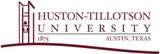 HUSTON-TILLOTSON
UNIVERSITY
1875 AUSTIN, TEXAS